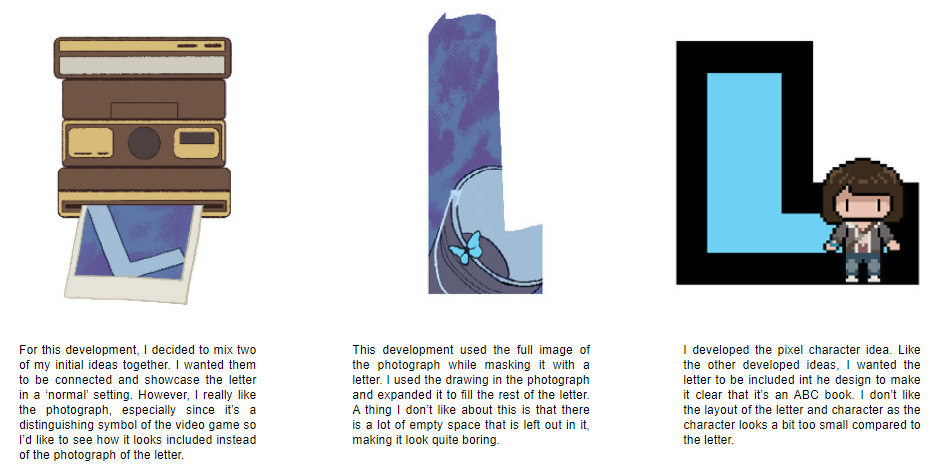 For this development, I decided to mix two
of my initial ideas together. I wanted them
to be connected and showcase the letter
in a ‘normal’ setting. However, I really like
the photograph, especially since it’s a
distinguishing symbol of the video game so
I’d like to see how it looks included instead
of the photograph of the letter.
This development used the full image of
the photograph while masking it with a
letter. I used the drawing in the photograph
and expanded it to fill the rest of the letter.
A thing I don’t like about this is that there
is a lot of empty space that is left out in it,
making it look quite boring.
I developed the pixel character idea. Like
the other developed ideas, I wanted the
letter to be included int he design to make
it clear that it’s an ABC book. I don’t like
the layout of the letter and character as the
character looks a bit too small compared to
the letter.